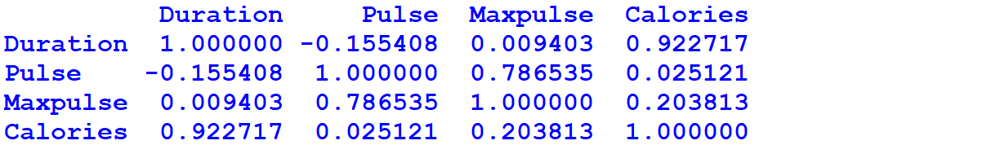 Duration Pulse Maxpulse Calories
Duration 1.000000 -0.155408 0.009403 0.922717
Pulse -0.155408 1.000000 0.786535 0.025121
Maxpulse 0.009403 0.786535 1.000000 0.203813
Calories 0.922717 0.025121 0.203813 1.000000